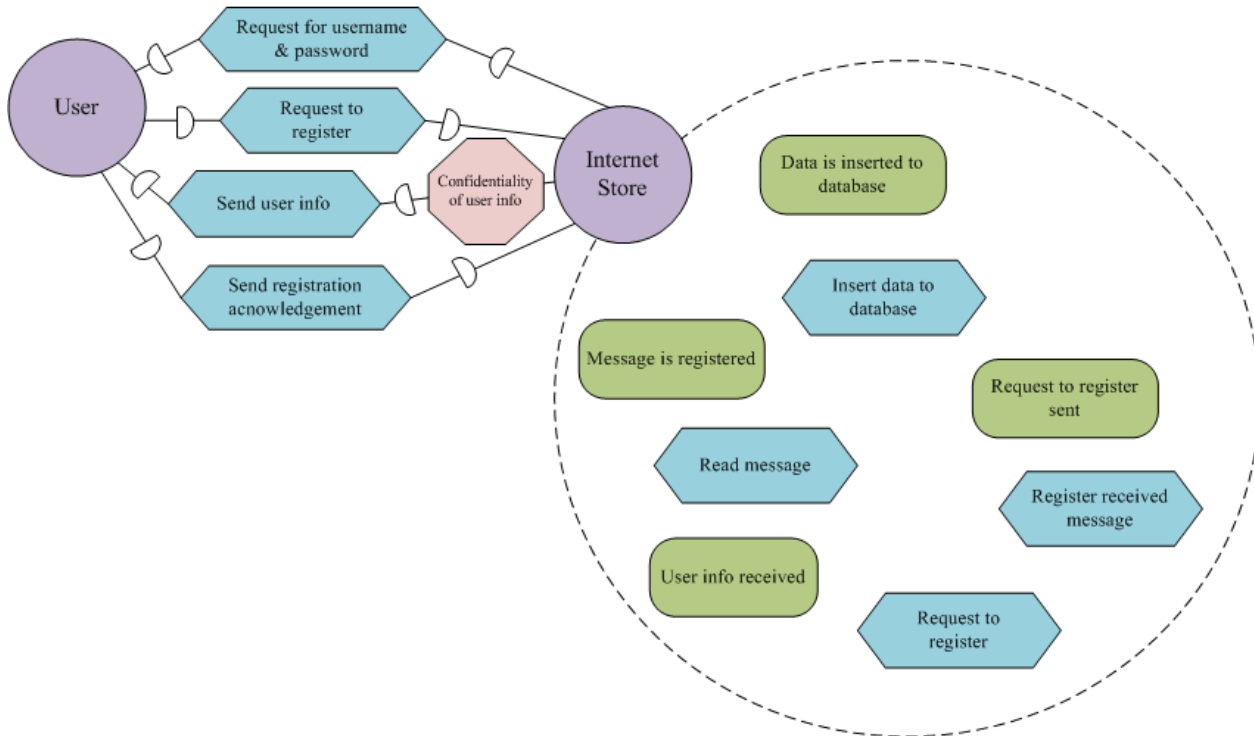 Request for username
& password
User
Request to
register
Confidentiality
of user info
Internet
Store
Send user info
Send registration
acnowledgement
Data is inserted to
database
Insert data to
database
Message is registered
Request to register
sent
Read message
Register received
message
User info received
Request to
register